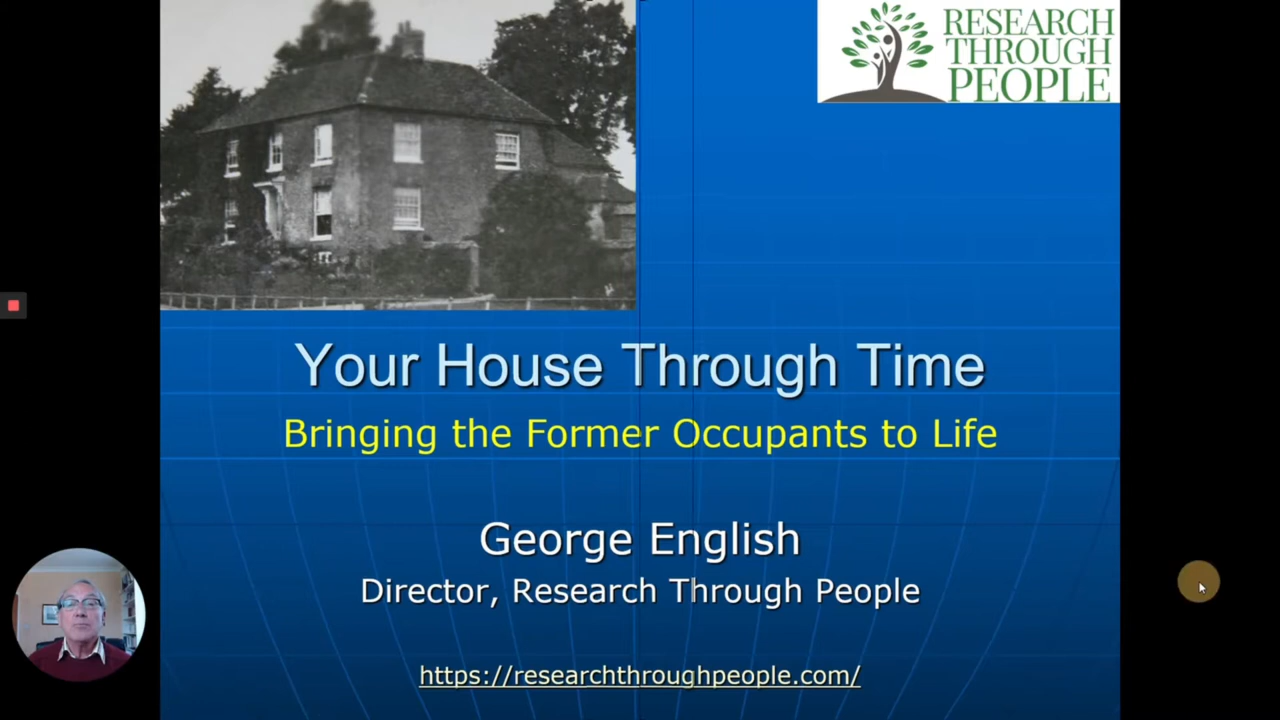 RESEARCH
THROUGH
PEOPLE
Your House Through Time
Bringing the Former Occupants to Life
George English
Director, Research Through People
https://researchthroughpeople.com/